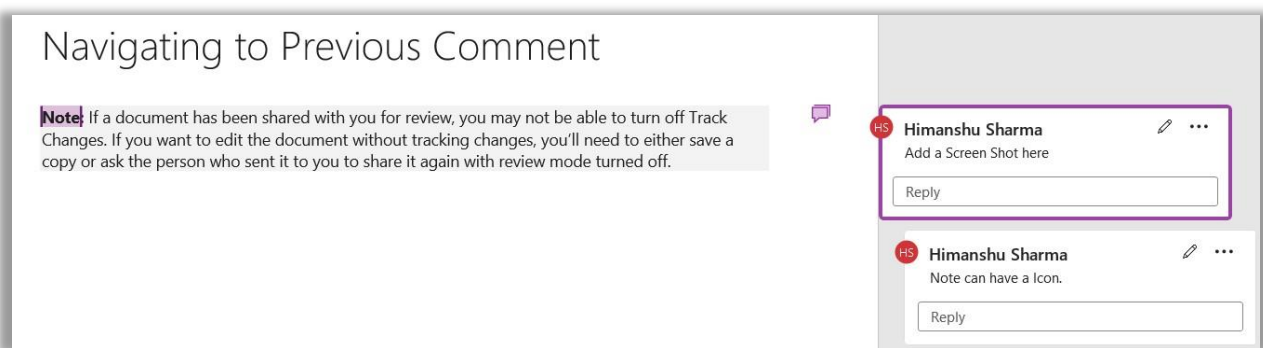 Navigating to Previous Comment
Note: If a document has been shared with you for review, you may not be able to turn off Track
Changes. If you want to edit the document without tracking changes, you’ll need to either save a
copy or ask the person who sent it to you to share it again with review mode turned off.
HS Himanshu Sharma
Add a Screen Shot here
Reply
HS Himanshu Sharma
Note can have a Icon.
Reply